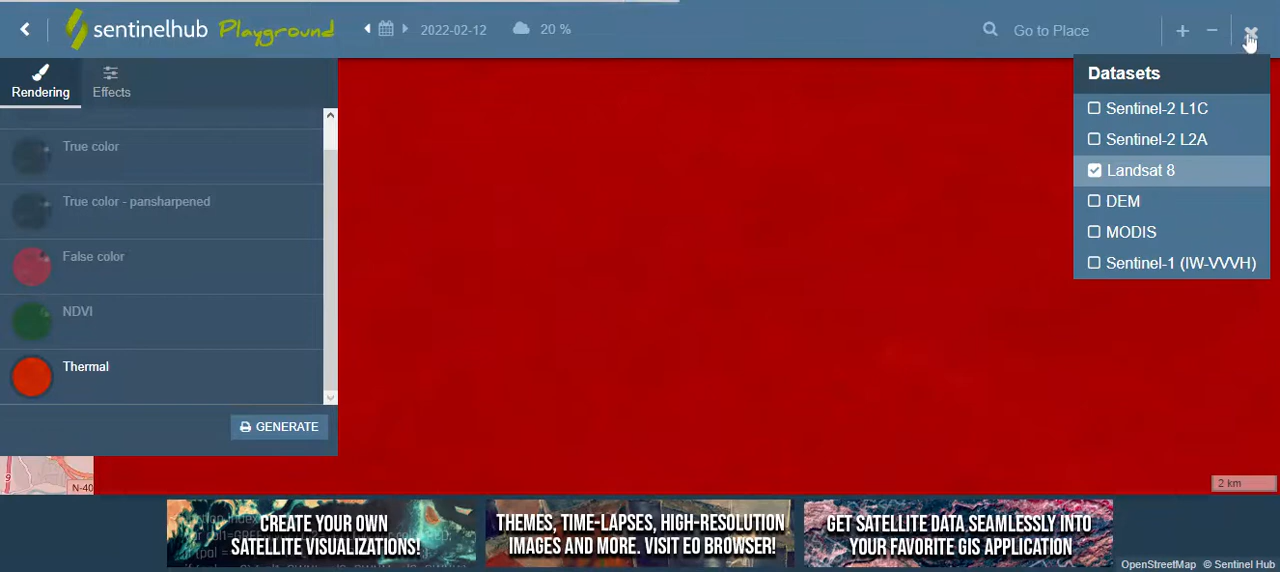 sentinelhub Playground
2022-02-12
20 %
Go to Place
Rendering
Effects
True color
True color - pansharpened
False color
NDVI
Thermal
GENERATE
Datasets
Sentinel-2 L1C
Sentinel-2 L2A
Landsat 8
DEM
MODIS
Sentinel-1 (IW-VVVH)
N-40
2 km
CREATE YOUR OWN
SATELLITE VISUALIZATIONS!
THEMES, TIME-LAPSES, HIGH-RESOLUTION
IMAGES AND MORE. VISIT EO BROWSER!
GET SATELLITE DATA SEAMLESSLY INTO
YOUR FAVORITE GIS APPLICATION
OpenStreetMap © Sentinel Hub